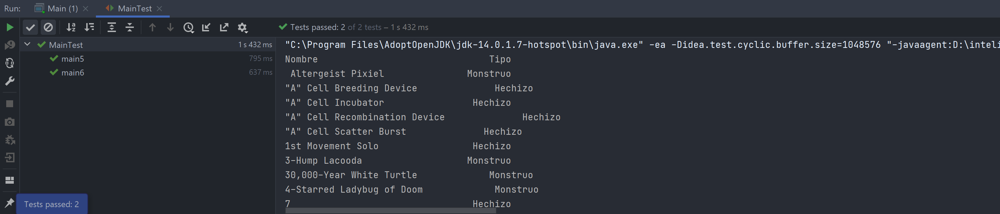 Run: Main (1) MainTest
Tests passed: 2 of 2 tests – 1 s 432 ms
MainTest 1 s 432 ms
main5 795 ms
main6 637 ms
"C:\Program Files\AdoptOpenJDK\jdk-14.0.1.7-hotspot\bin\java.exe" -ea -Didea.test.cyclic.buffer.size=1048576 "-javaagent:D:\inteli
Nombre Tipo
Altergeist Pixiel Monstruo
"A" Cell Breeding Device Hechizo
"A" Cell Incubator Hechizo
"A" Cell Recombination Device Hechizo
"A" Cell Scatter Burst Hechizo
1st Movement Solo Hechizo
3-Hump Lacooda Monstruo
30,000-Year White Turtle Monstruo
4-Starred Ladybug of Doom Monstruo
7 Hechizo
Tests passed: 2